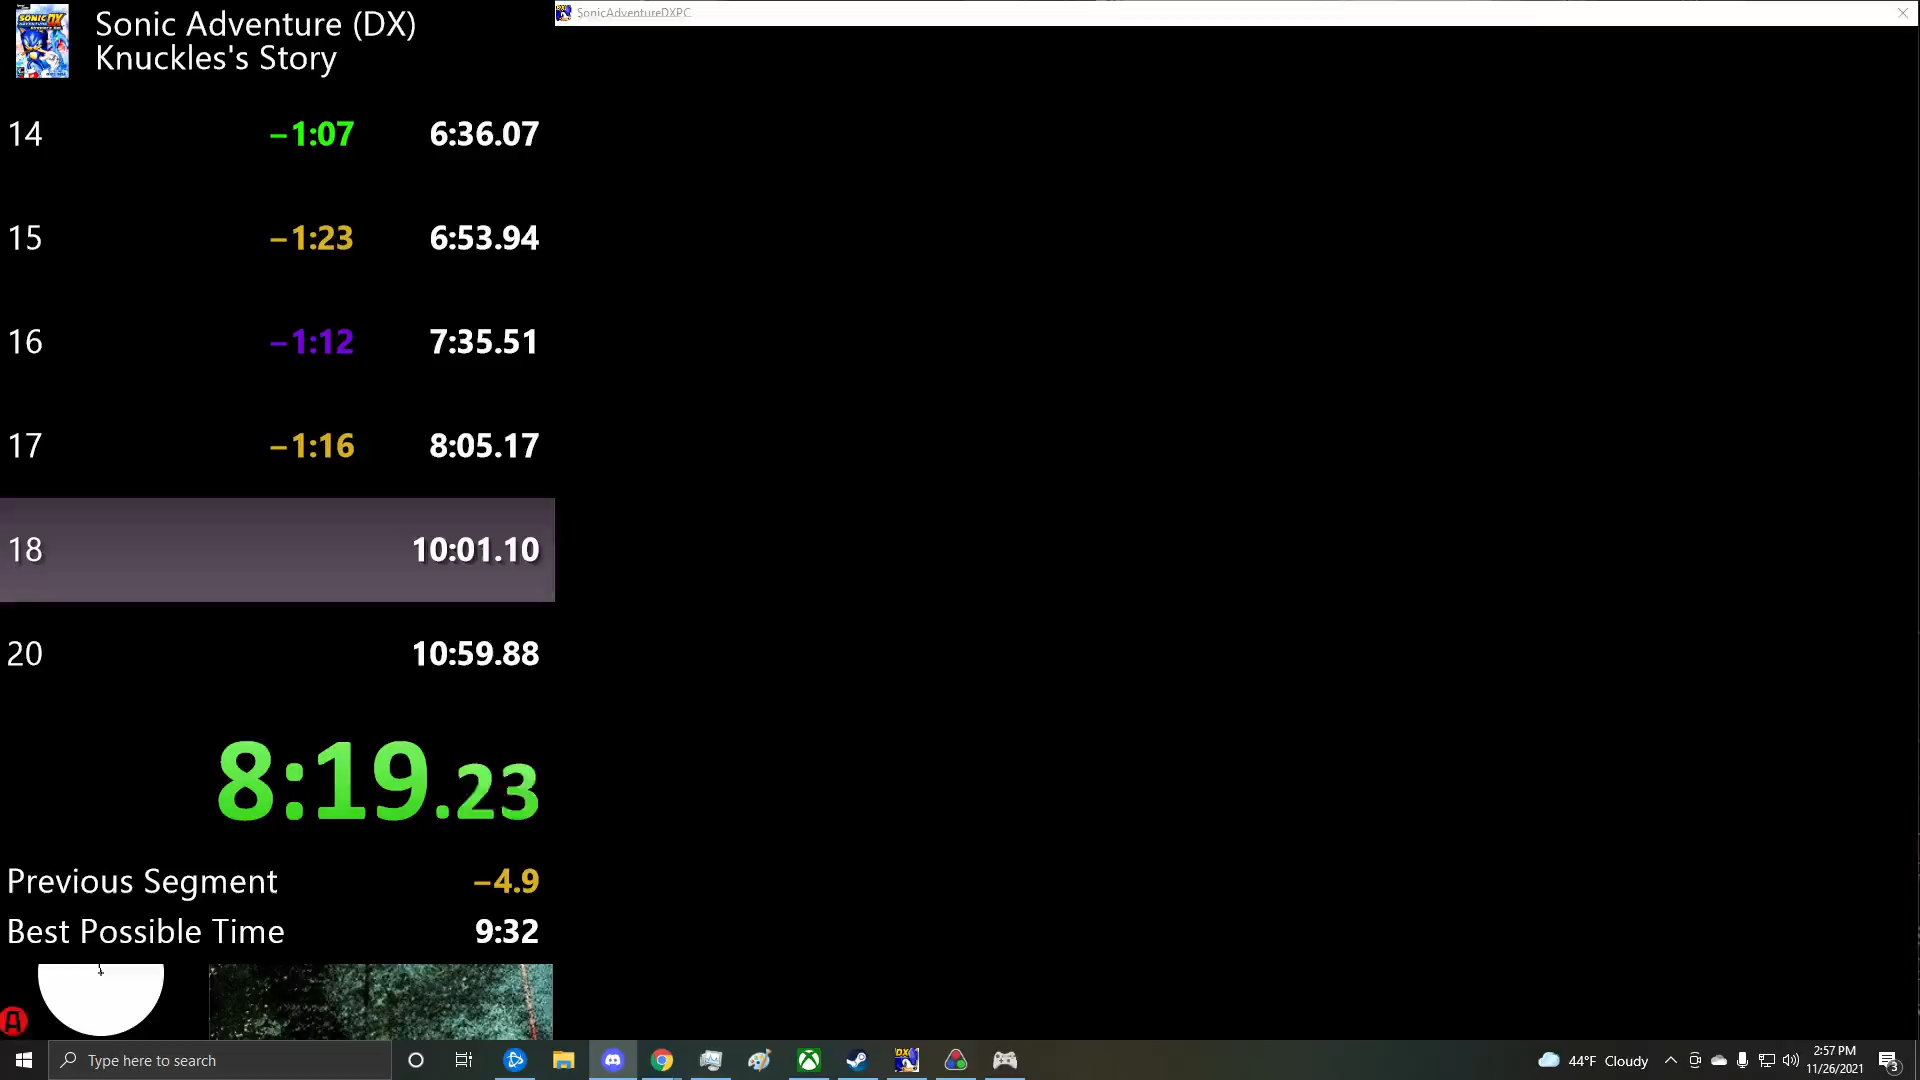 Sonic Adventure (DX)
Knuckles's Story
SonicAdventureDXPC
14 −1:07 6:36.07
15 −1:23 6:53.94
16 −1:12 7:35.51
17 −1:16 8:05.17
18 10:01.10
20 10:59.88
8:19.23
Previous Segment −4.9
Best Possible Time 9:32
A
Type here to search
44°F Cloudy
2:57 PM
11/26/2021
3